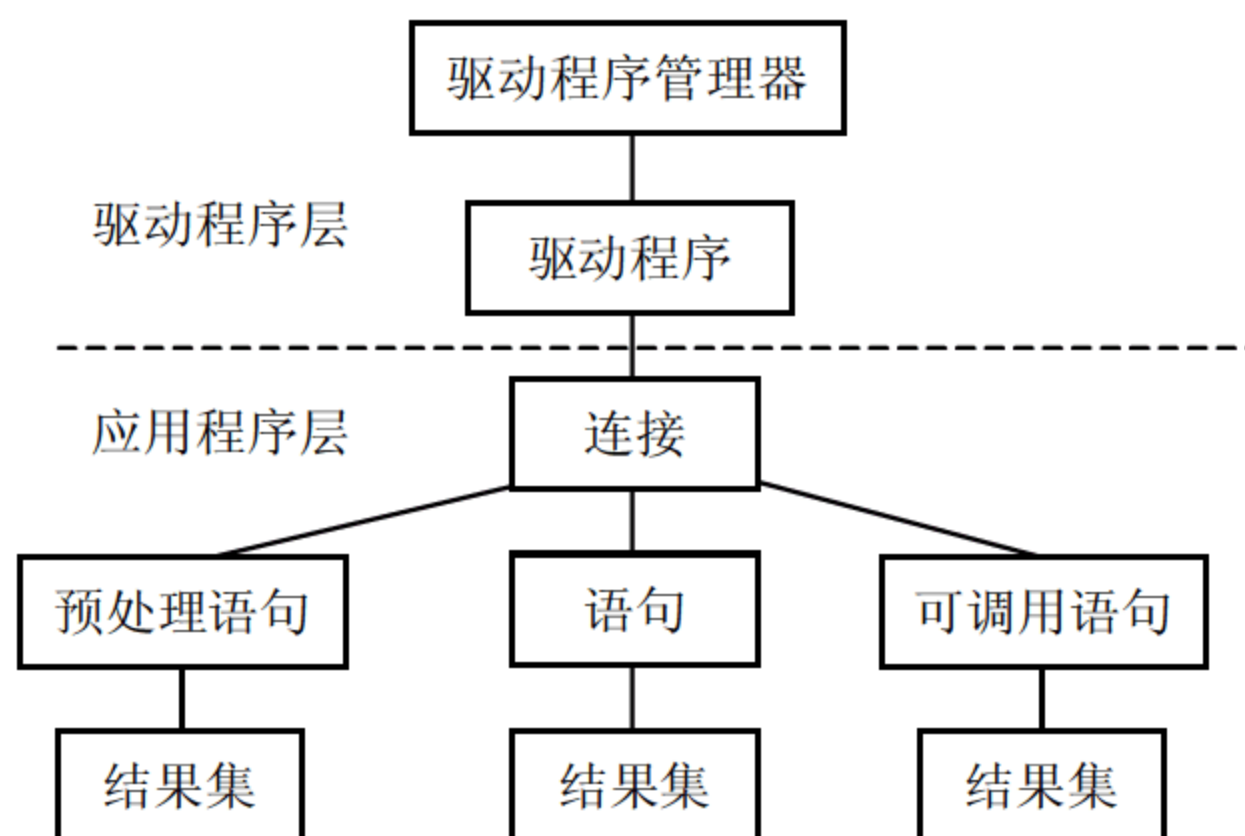 驱动程序管理器
驱动程序层
驱动程序
应用程序层
连接
预处理语句
语句
可调用语句
结果集
结果集
结果集